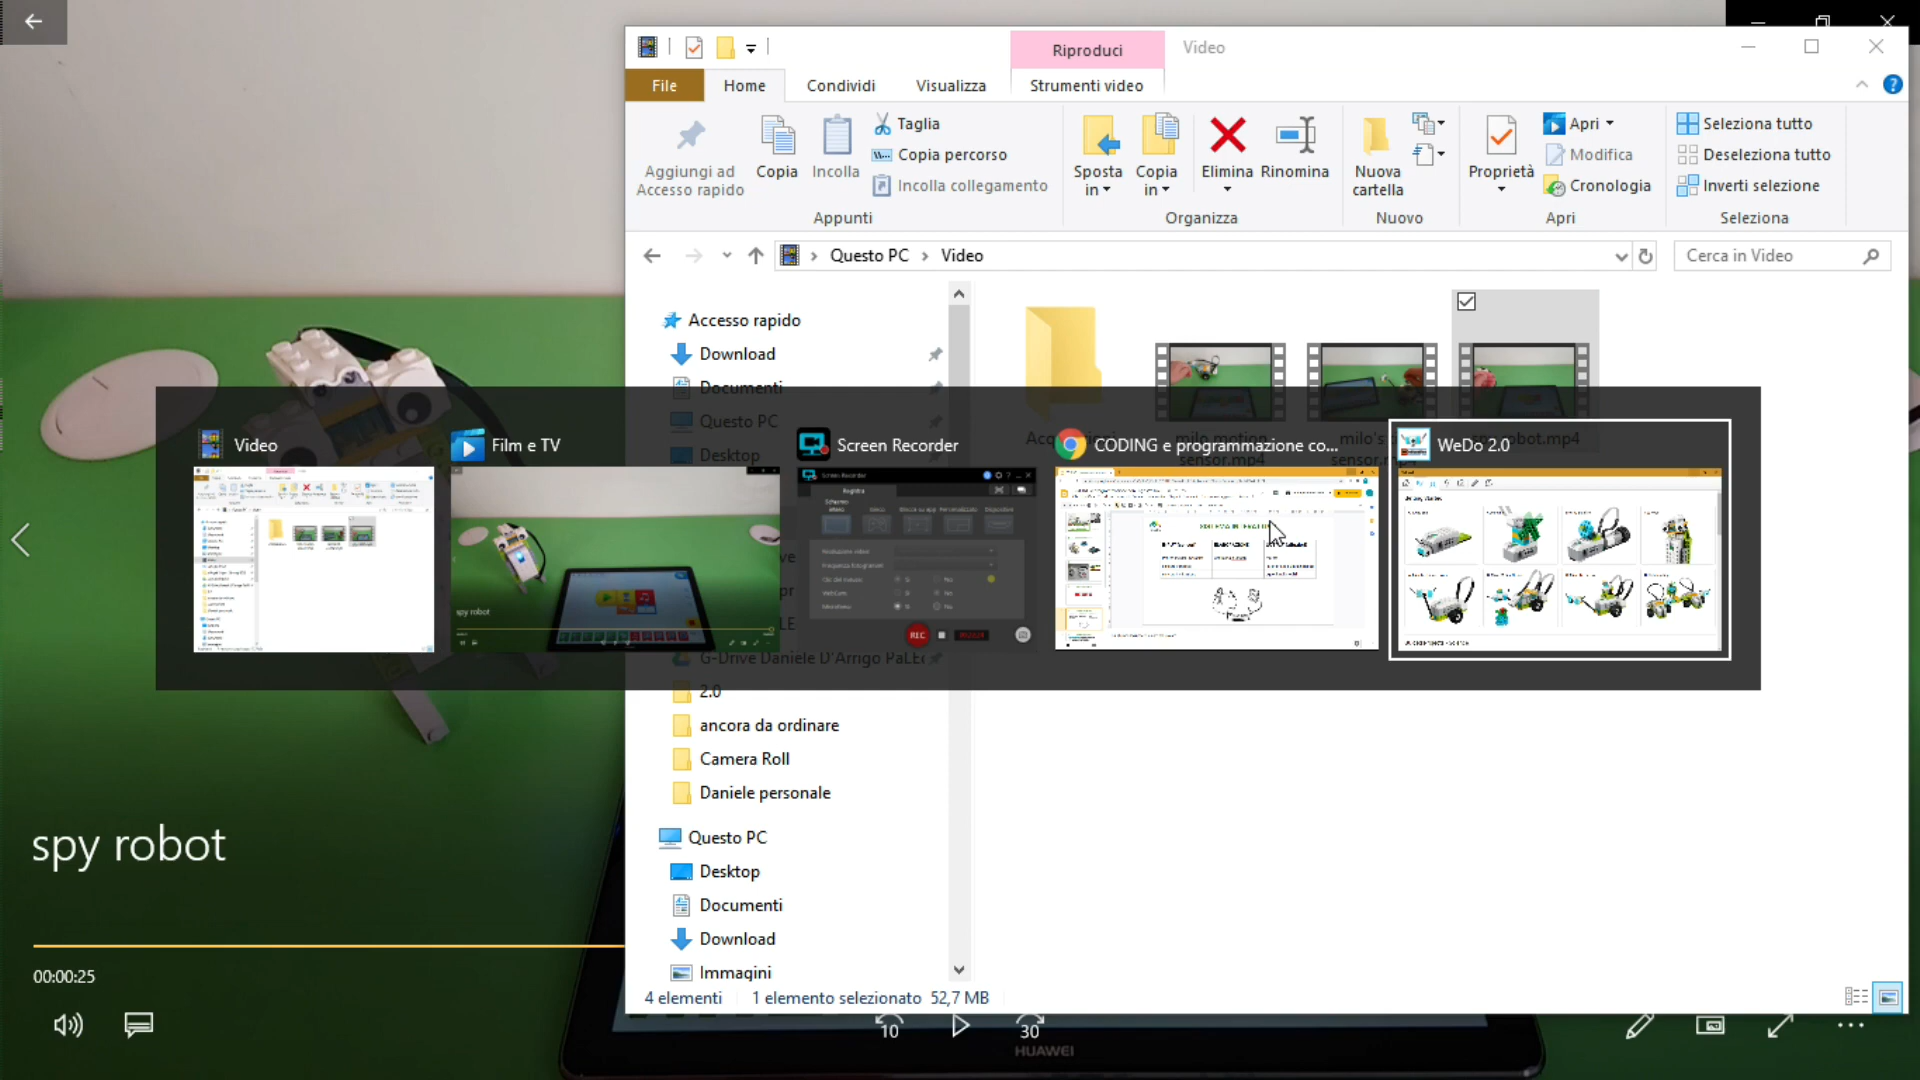 Riproduci
Video
File
Home
Condividi
Visualizza
Strumenti video
Aggiungi ad
Accesso rapido
Copia
Incolla
Taglia
Copia percorso
Incolla collegamento
Appunti
Sposta
in
Copia
in
Elimina
Rinomina
Organizza
Nuova
cartella
Nuovo
Proprietà
Apri
Modifica
Cronologia
Apri
Seleziona tutto
Deseleziona tutto
Inverti selezione
Seleziona
Questo PC
Video
Cerca in Video
Accesso rapido
Download
Documenti
Questo PC
Desktop
Video
Film e TV
Screen Recorder
CODING e programmazione co...
WeDo 2.0
spy robot
REC
G-Drive Daniele D'Arrigo PaLEo
2.0
ancora da ordinare
Camera Roll
Daniele personale
Questo PC
Desktop
Documenti
Download
Immagini
4 elementi
1 elemento selezionato 52,7 MB
spy robot
00:00:25
10
30
HUAWEI